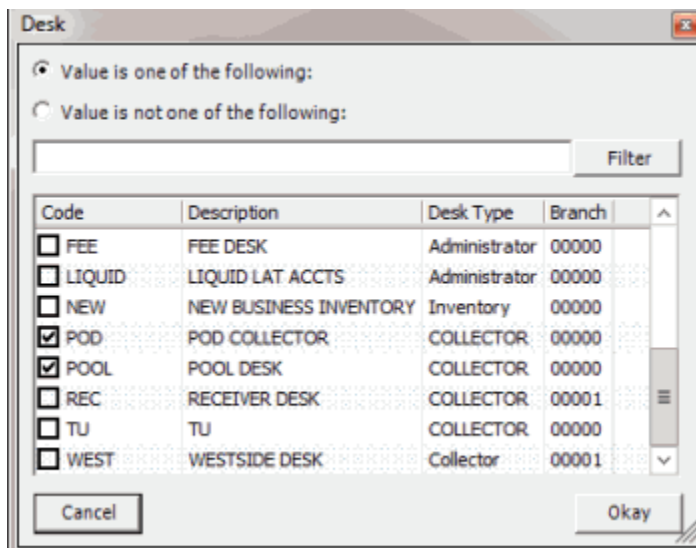 Desk
Value is one of the following:
Value is not one of the following:
Filter
Code Description Desk Type Branch
FEE FEE DESK Administrator 00000
LIQUID LIQUID LAT ACCTS Administrator 00000
NEW NEW BUSINESS INVENTORY Inventory 00000
POD POD COLLECTOR COLLECTOR 00000
POOL POOL DESK COLLECTOR 00000
REC RECEIVER DESK COLLECTOR 00001
TU TU COLLECTOR 00000
WEST WESTSIDE DESK Collector 00001
Cancel Okay